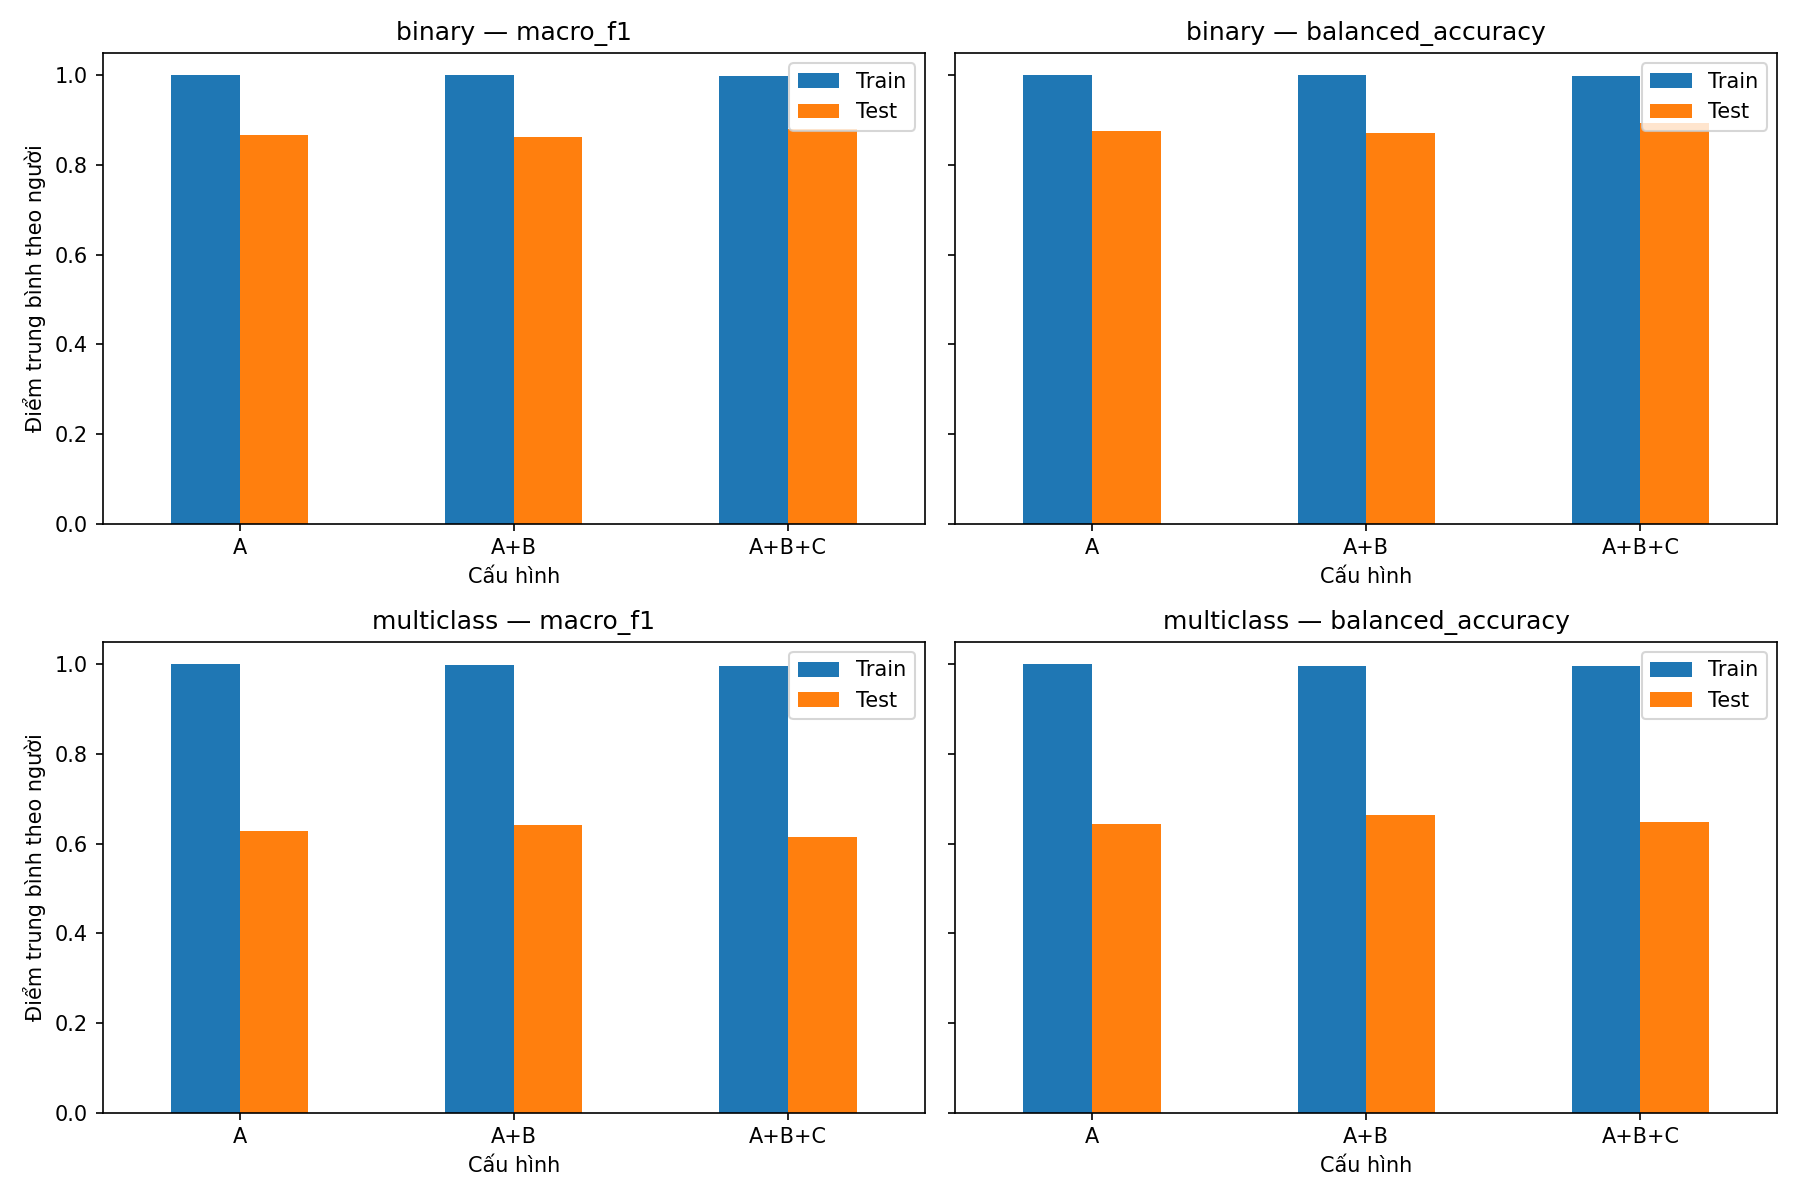 binary — macro_f1
Điểm trung bình theo người
1.0
0.8
0.6
0.4
0.2
0.0
Train
Test
A
A+B
A+B+C
Cấu hình
binary — balanced_accuracy
Train
Test
A
A+B
A+B+C
Cấu hình
multiclass — macro_f1
Điểm trung bình theo người
1.0
0.8
0.6
0.4
0.2
0.0
Train
Test
A
A+B
A+B+C
Cấu hình
multiclass — balanced_accuracy
Train
Test
A
A+B
A+B+C
Cấu hình